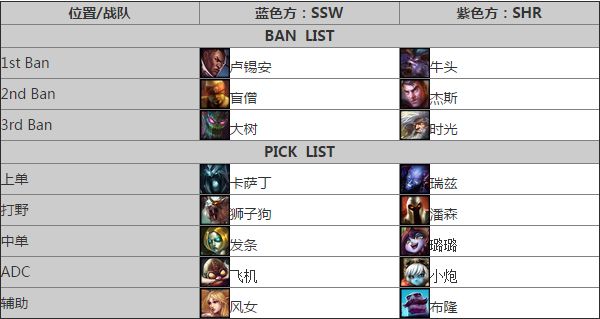 位置/战队 蓝色方：SSW 紫色方：SHR
BAN LIST
1st Ban 卢锡安 牛头
2nd Ban 盲僧 杰斯
3rd Ban 大树 时光
PICK LIST
上单 卡萨丁 瑞兹
打野 狮子狗 潘森
中单 发条 璐璐
ADC 飞机 小炮
辅助 风女 布隆